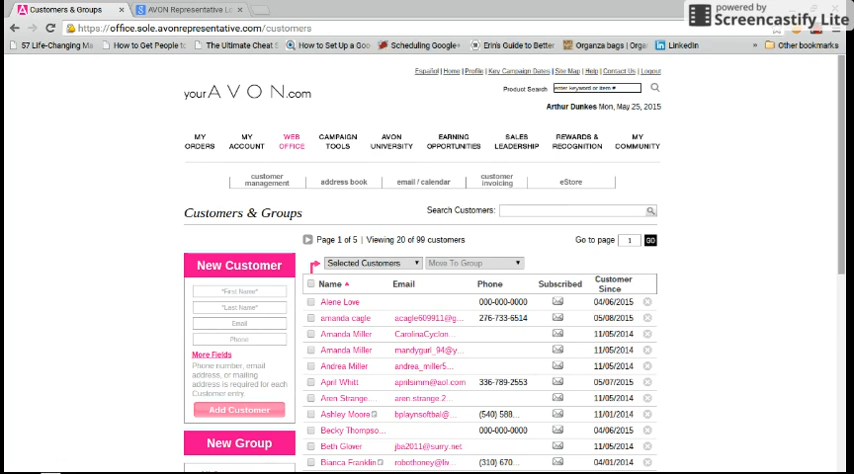 Customers & Groups
AVON Representative Lo
powered by
Screencastify Lite
https://office.sole.avonrepresentative.com/customers
57 Life-Changing Ma
How to Get People to
The Ultimate Cheat S
How to Set Up a Goo
Scheduling Google+
Erin's Guide to Better
Organza bags | Orga
LinkedIn
»
Other bookmarks
Español | Home | Profile | Key Campaign Dates | Site Map | Help | Contact Us | Logout
your AVON.com
Product Search
enter keyword or item #
Arthur Dunkes Mon, May 25, 2015
MY ORDERS
MY ACCOUNT
WEB OFFICE
CAMPAIGN TOOLS
AVON UNIVERSITY
EARNING OPPORTUNITIES
SALES LEADERSHIP
REWARDS & RECOGNITION
MY COMMUNITY
customer management
address book
email / calendar
customer invoicing
eStore
Customers & Groups
Search Customers:
Page 1 of 5 | Viewing 20 of 99 customers
Go to page 1 GO
New Customer
*First Name*
*Last Name*
Email
Phone
More Fields
Phone number, email
address, or mailing
address is required for each
Customer entry.
Add Customer
New Group
Selected Customers
Move To Group
Name Email Phone Subscribed Customer Since
Alene Love 000-000-0000 04/06/2015
amanda cagle acagle609911@g... 276-733-6514 05/08/2015
Amanda Miller CarolinaCyclon... 11/05/2014
Amanda Miller mandygurl_94@y... 11/05/2014
Andrea Miller andrea_miller5... 11/05/2014
April Whitt aprilsimm@aol.com 336-789-2553 05/07/2015
Aren Strange... aren.strange.2... 11/05/2014
Ashley Moore bplaynsoftbal@... (540) 588... 11/01/2014
Becky Thompso... 000-000-0000 04/06/2015
Beth Glover jba2011@surry.net 11/05/2014
Bianca Franklin robothoney@liv... (310) 670... 04/01/2014